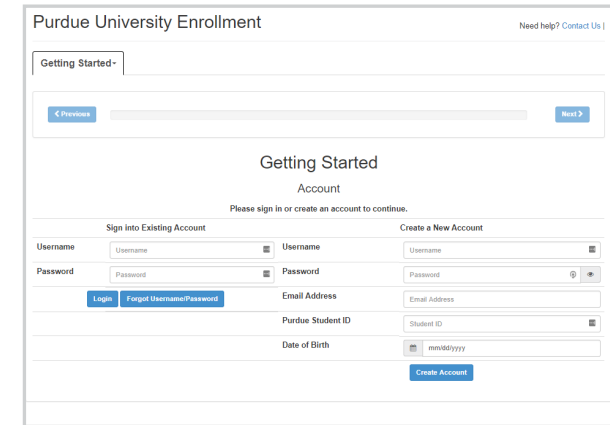 Purdue University Enrollment
Need help? Contact Us |
Getting Started
Previous
Next
Getting Started
Account
Please sign in or create an account to continue.
Sign into Existing Account
Create a New Account
Username
Username
Username
Username
Password
Password
Password
Password
Login
Forgot Username/Password
Email Address
Email Address
Purdue Student ID
Student ID
Date of Birth
mm/dd/yyyy
Create Account